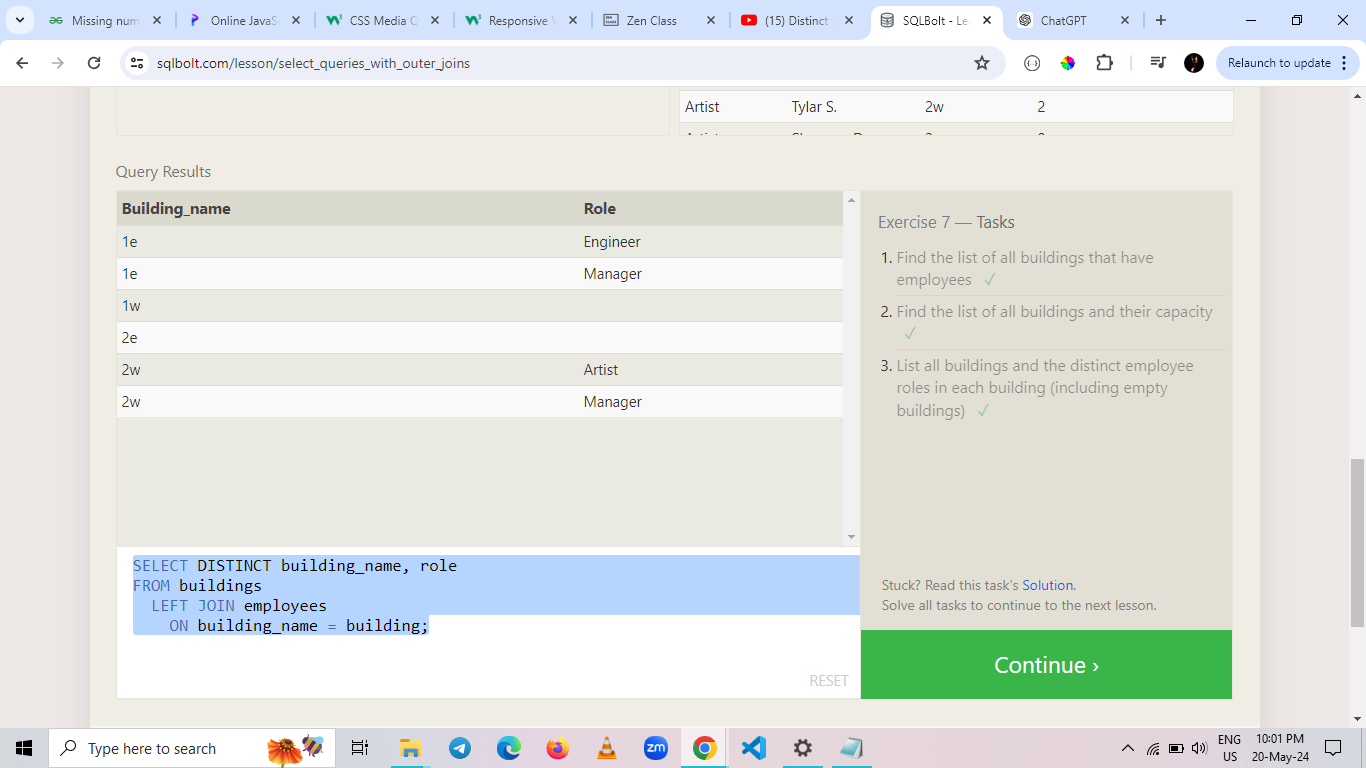 Missing num
Online JavaS
CSS Media C
Responsive
Zen Class
(15) Distinct
SQLBolt - Le
ChatGPT
sqlbolt.com/lesson/select_queries_with_outer_joins
Relaunch to update
Artist Tylar S. 2w 2
Query Results
Building_name Role
1e Engineer
1e Manager
1w
2e
2w Artist
2w Manager
Exercise 7 — Tasks
1. Find the list of all buildings that have
employees ✓
2. Find the list of all buildings and their capacity
✓
3. List all buildings and the distinct employee
roles in each building (including empty
buildings) ✓
SELECT DISTINCT building_name, role
FROM buildings
LEFT JOIN employees
ON building_name = building;
RESET
Stuck? Read this task's Solution.
Solve all tasks to continue to the next lesson.
Continue ›
Type here to search
zm
ENG
US
10:01 PM
20-May-24